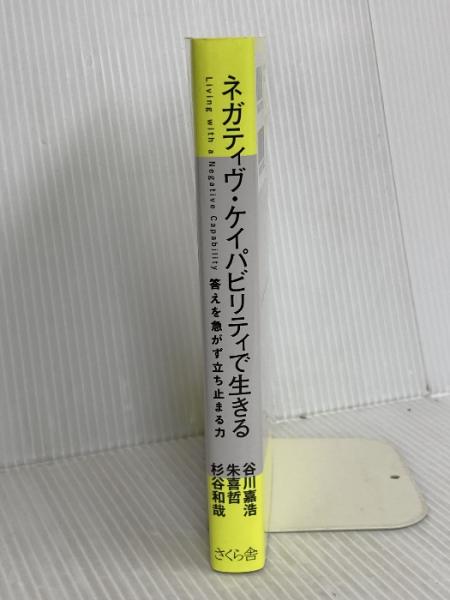 ネガティヴ・ケイパビリティで生きる
Living with a Negative Capability
答えを急がず立ち止まる力
谷川嘉浩
朱喜哲
杉谷和哉
さくら舎